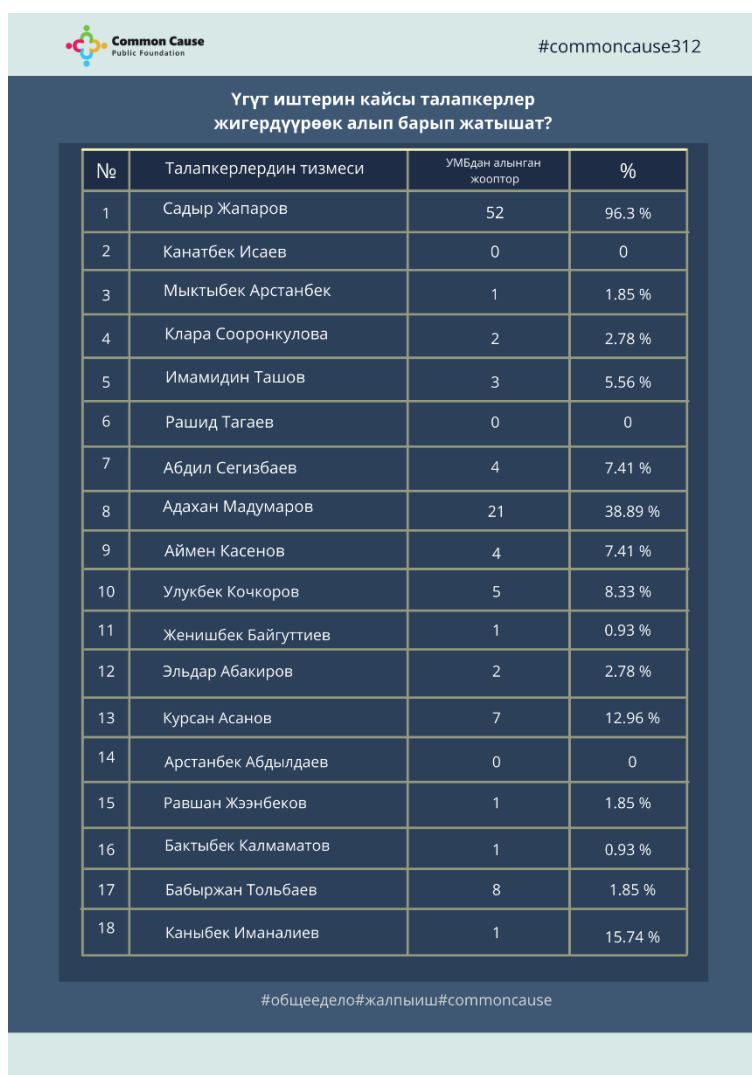 Common Cause
Public Foundation
#commoncause312
Үгүт иштерин кайсы талапкерлер
жигердүүрөөк алып барып жатышат?
№ Талапкерлердин тизмеси УМБдан алынган жооптор %
1 Садыр Жапаров 52 96.3 %
2 Канатбек Исаев 0 0
3 Мыктыбек Арстанбек 1 1.85 %
4 Клара Сооронкулова 2 2.78 %
5 Имамидин Ташов 3 5.56 %
6 Рашид Тагаев 0 0
7 Абдил Сегизбаев 4 7.41 %
8 Адахан Мадумаров 21 38.89 %
9 Аймен Касенов 4 7.41 %
10 Улукбек Кочкоров 5 8.33 %
11 Женишбек Байгуттиев 1 0.93 %
12 Эльдар Абакиров 2 2.78 %
13 Курсан Асанов 7 12.96 %
14 Арстанбек Абдылдаев 0 0
15 Равшан Жээнбеков 1 1.85 %
16 Бактыбек Калмаматов 1 0.93 %
17 Бабыржан Тольбаев 8 1.85 %
18 Каныбек Иманалиев 1 15.74 %
#общеедело#жалпыиш#commoncause